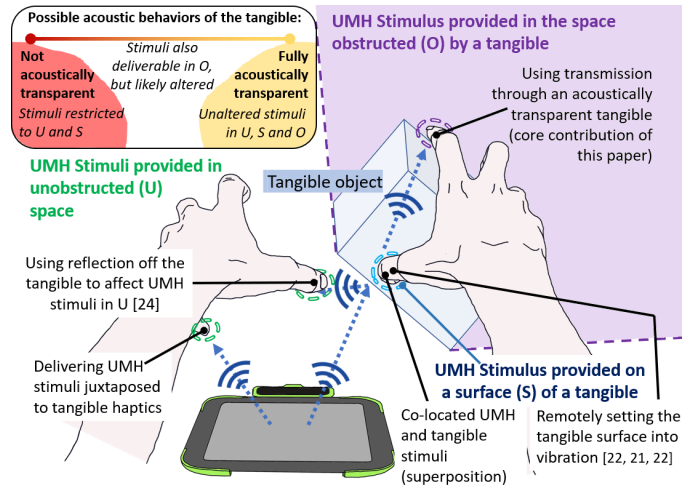 Possible acoustic behaviors of the tangible:
Not
acoustically
transparent
Stimuli restricted
to U and S
Stimuli also
deliverable in O,
but likely altered
Fully
acoustically
transparent
Unaltered stimuli
in U, S and O
UMH Stimulus provided in the space
obstructed (O) by a tangible
Using transmission
through an acoustically
transparent tangible
(core contribution of
this paper)
UMH Stimuli provided in
unobstructed (U)
space
Tangible object
Using reflection off the
tangible to affect UMH
stimuli in U [24]
Delivering UMH
stimuli juxtaposed
to tangible haptics
UMH Stimulus provided on
a surface (S) of a tangible
Co-located UMH
and tangible
stimuli
(superposition)
Remotely setting the
tangible surface into
vibration [22, 21, 22]